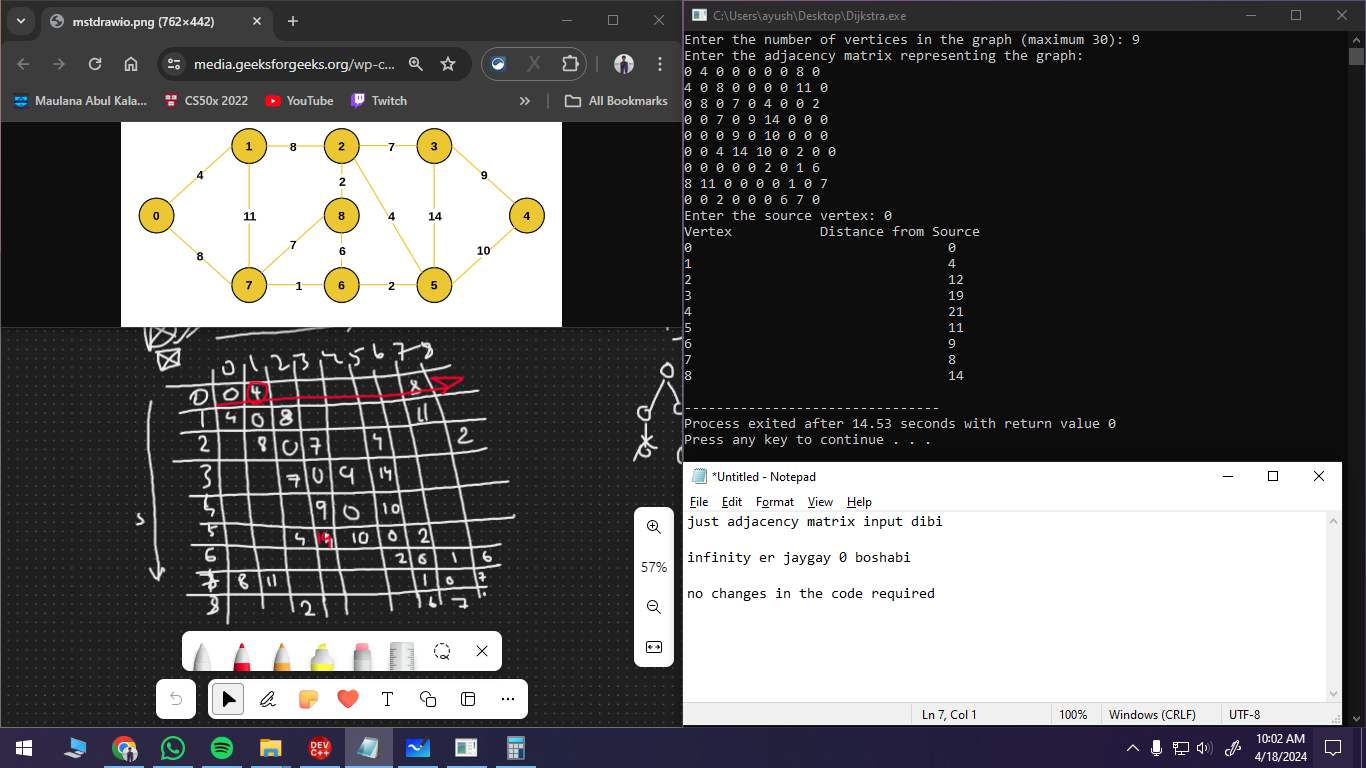 mstdrawio.png (762×442)
media.geeksforgeeks.org/wp-c...
Maulana Abul Kala...
CS50x 2022
YouTube
Twitch
»
All Bookmarks
1 8 2 7 3
4 2 9
0 11 8 4 14 4
7
8 6 10
7 1 6 2 5
0 1 2 3 4 5 6 7 8
0 0 4 8
1 4 0 8 11
2 8 0 7 4 2
3 7 0 9 14
4 9 0 10
5 4 14 10 0 2
6 2 0 1 6
7 8 11 1 0 7
8 2 6 7
s
57%
T
C:\Users\ayush\Desktop\Dijkstra.exe
Enter the number of vertices in the graph (maximum 30): 9
Enter the adjacency matrix representing the graph:
0 4 0 0 0 0 0 8 0
4 0 8 0 0 0 0 11 0
0 8 0 7 0 4 0 0 2
0 0 7 0 9 14 0 0 0
0 0 0 9 0 10 0 0 0
0 0 4 14 10 0 2 0 0
0 0 0 0 0 2 0 1 6
8 11 0 0 0 0 1 0 7
0 0 2 0 0 0 6 7 0
Enter the source vertex: 0
Vertex Distance from Source
0 0
1 4
2 12
3 19
4 21
5 11
6 9
7 8
8 14
--------------------------------
Process exited after 14.53 seconds with return value 0
Press any key to continue . . .
*Untitled - Notepad
File Edit Format View Help
just adjacency matrix input dibi
infinity er jaygay 0 boshabi
no changes in the code required
Ln 7, Col 1 100% Windows (CRLF) UTF-8
DEV
C++
10:02 AM
4/18/2024